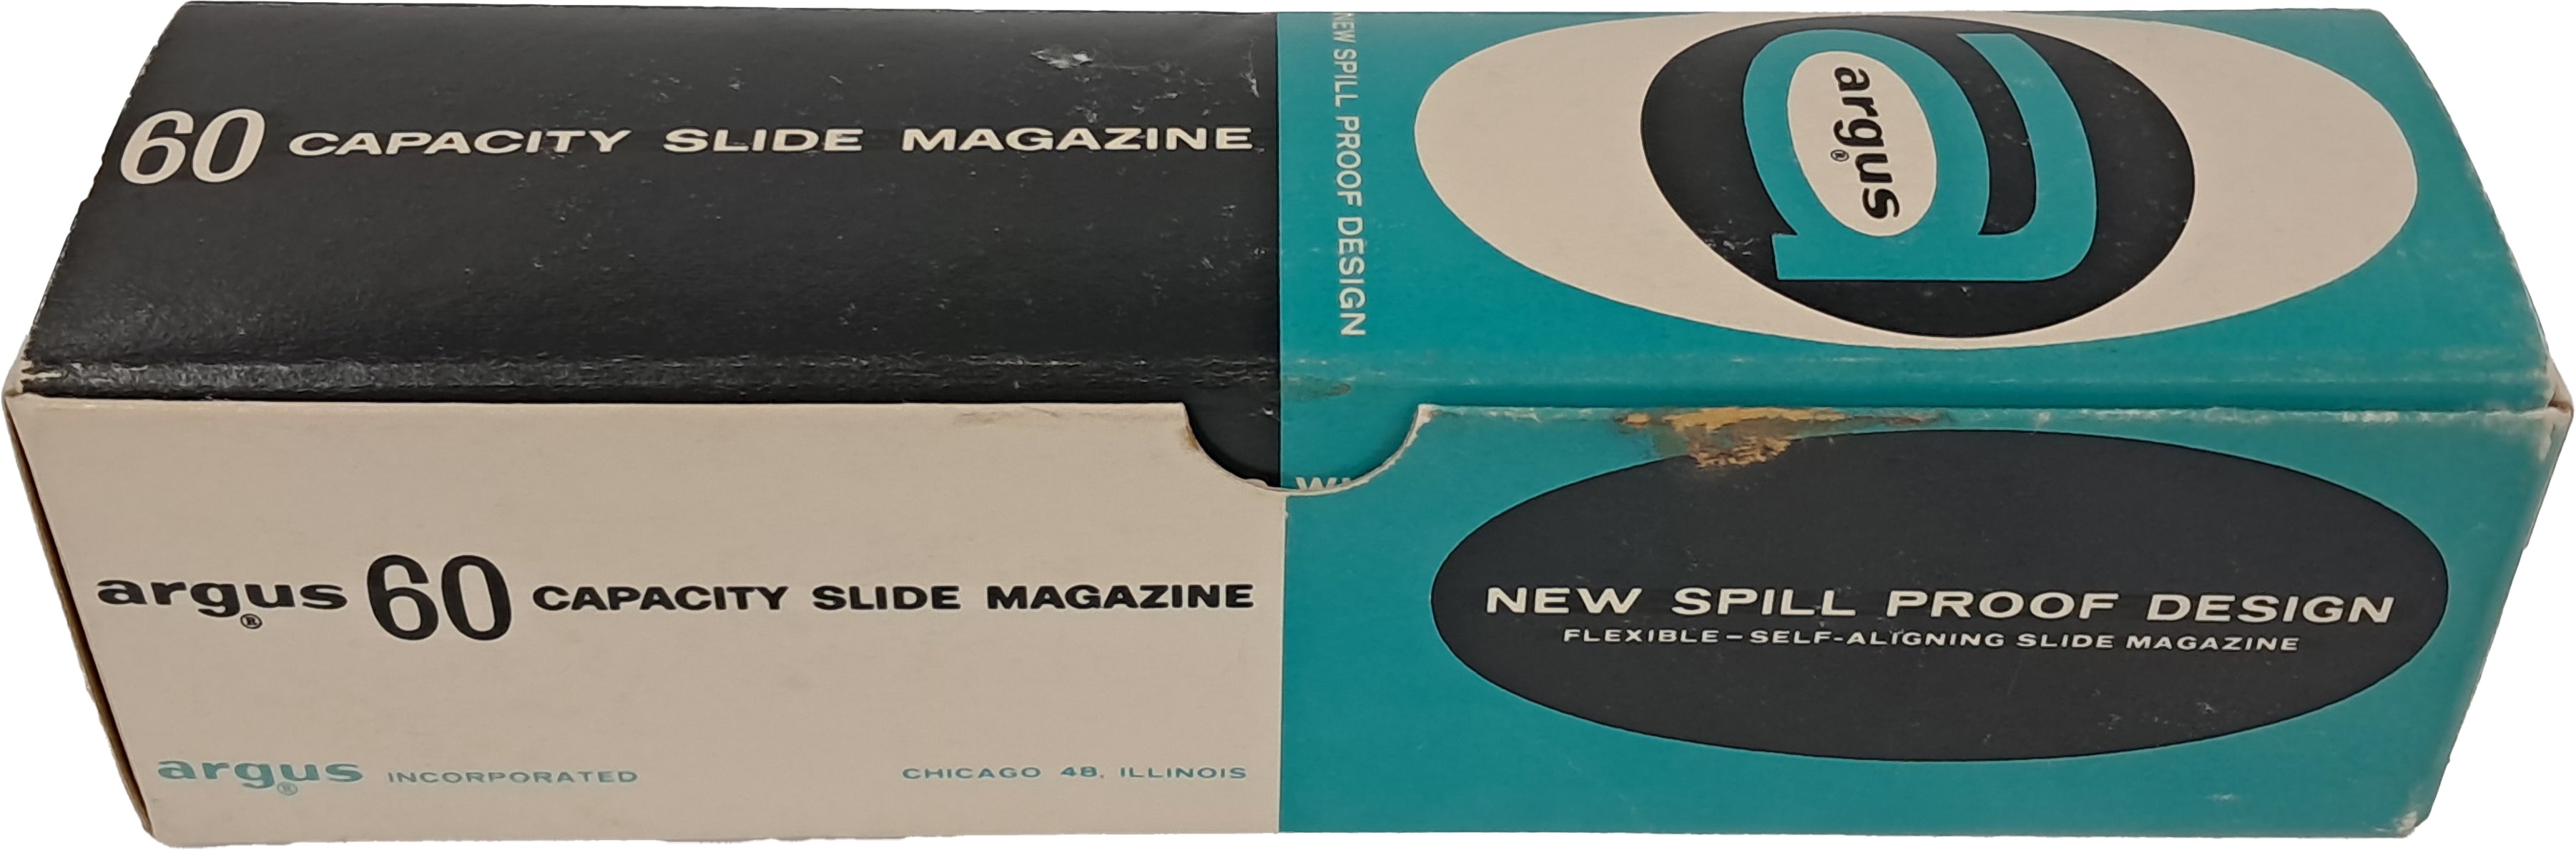 60 CAPACITY SLIDE MAGAZINE
NEW SPILL PROOF DESIGN
argus®
argus® 60 CAPACITY SLIDE MAGAZINE
argus® INCORPORATED
CHICAGO 48, ILLINOIS
NEW SPILL PROOF DESIGN
FLEXIBLE–SELF-ALIGNING SLIDE MAGAZINE